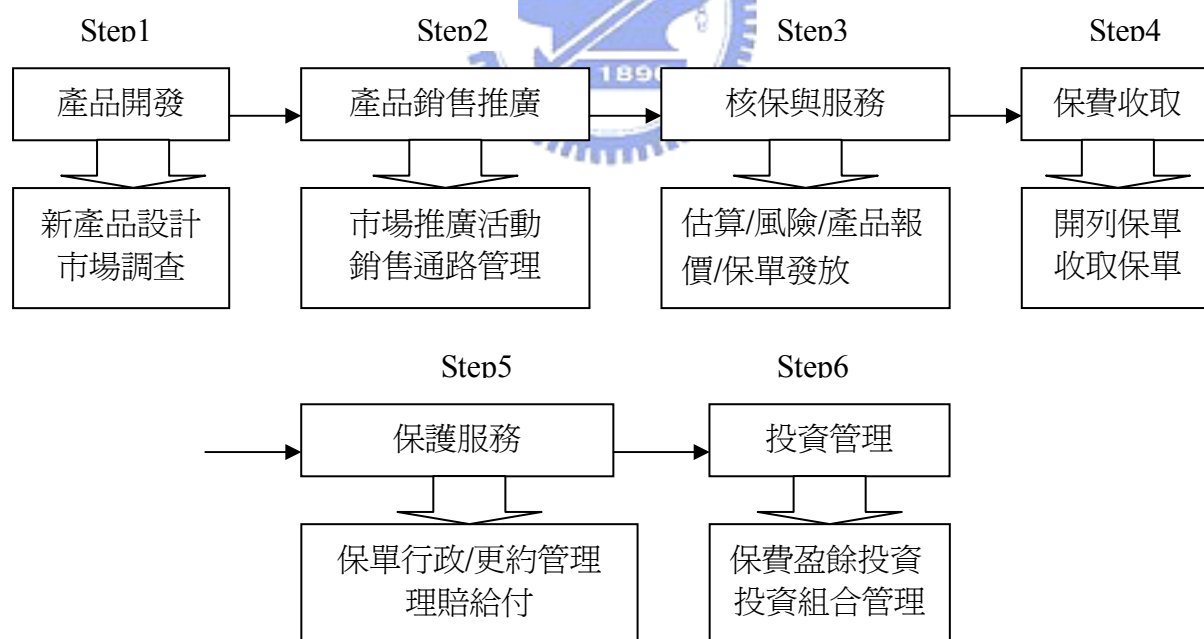 Step1
Step2
Step3
Step4
產品開發
產品銷售推廣
核保與服務
保費收取
新產品設計
市場調查
市場推廣活動
銷售通路管理
估算/風險/產品報
價/保單發放
開列保單
收取保單
1896
Step5
Step6
保護服務
投資管理
保單行政/更約管理
理賠給付
保費盈餘投資
投資組合管理